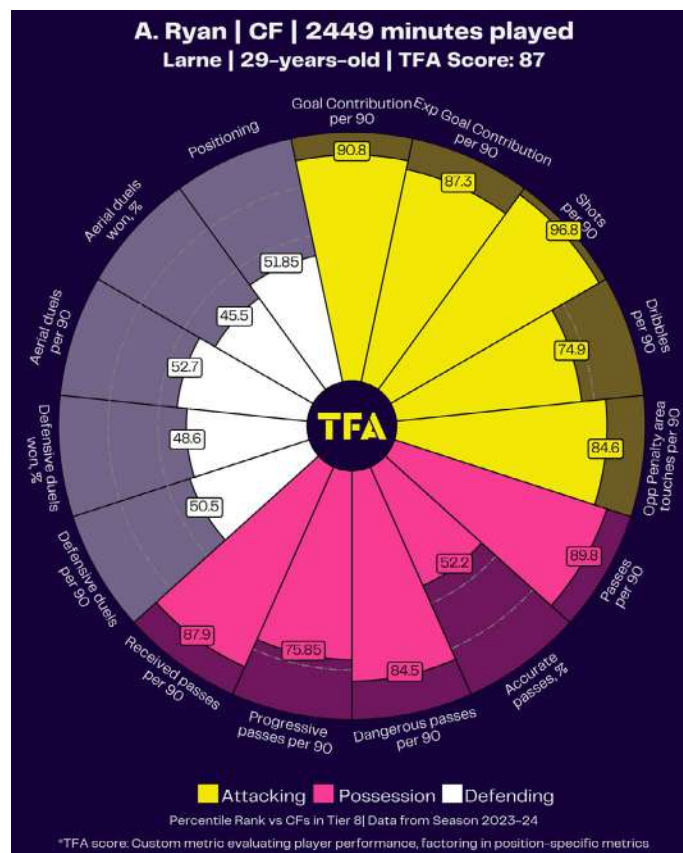 A. Ryan | CF | 2449 minutes played
Larne | 29-years-old | TFA Score: 87
Goal Contribution
per 90
90.8
Exp Goal Contribution
per 90
87.3
Shots
per 90
96.8
Dribbles
per 90
74.9
Opp Penalty area
touches per 90
84.6
Passes
per 90
89.8
Accurate
passes, %
52.2
Dangerous passes
per 90
84.5
Progressive
passes per 90
75.85
Received passes
per 90
87.9
Defensive duels
per 90
50.5
Defensive duels
won, %
48.6
Aerial duels
per 90
52.7
Aerial duels
won, %
45.5
Positioning
51.85
TFA
Attacking Possession Defending
Percentile Rank vs CFs in Tier 8| Data from Season 2023-24
*TFA score: Custom metric evaluating player performance, factoring in position-specific metrics